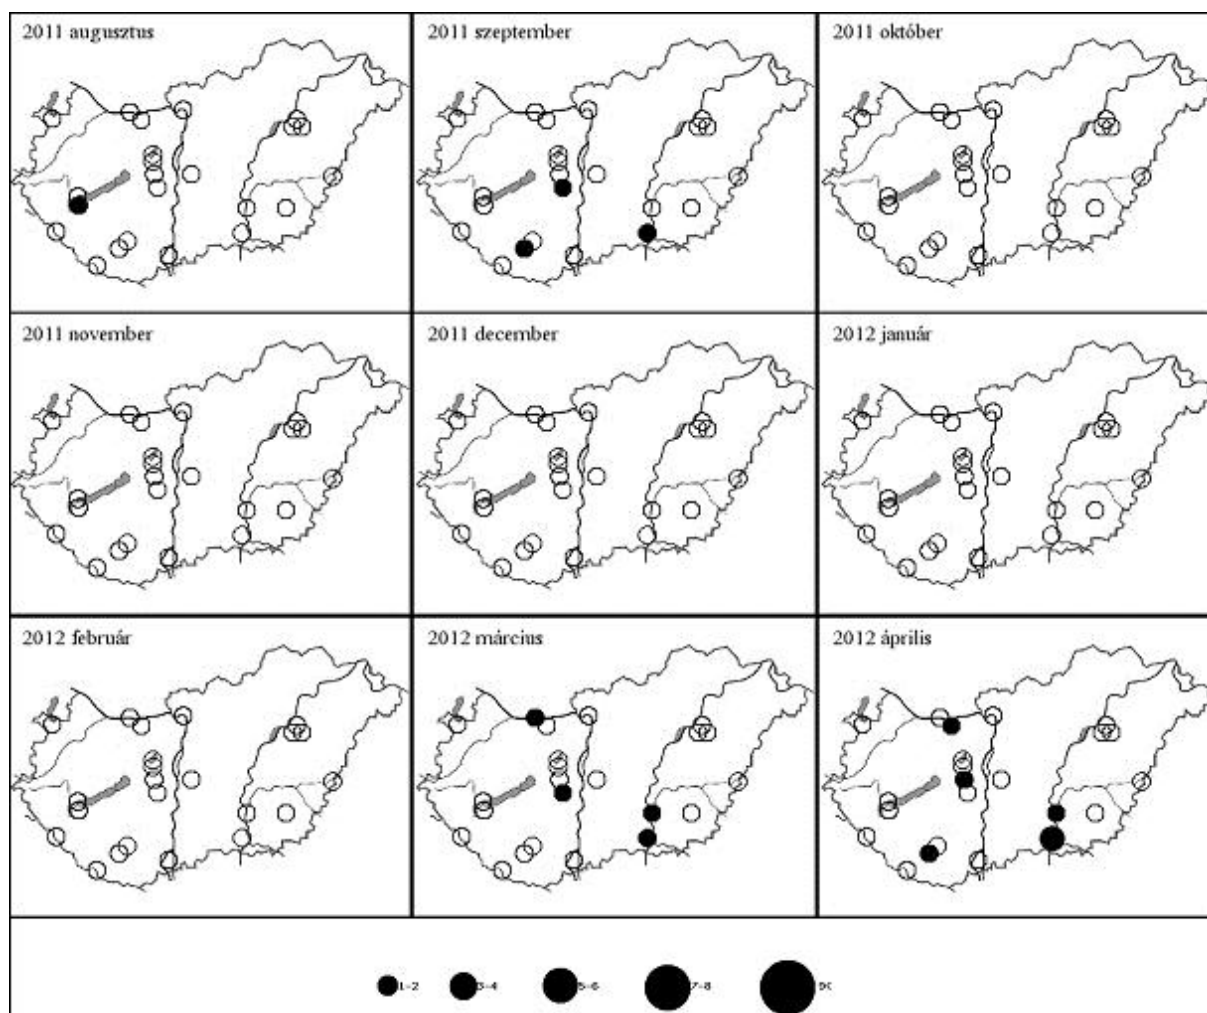 2011 augusztus
2011 szeptember
2011 október
2011 november
2011 december
2012 január
2012 február
2012 március
2012 április
1-2
3-4
5-6
7-8